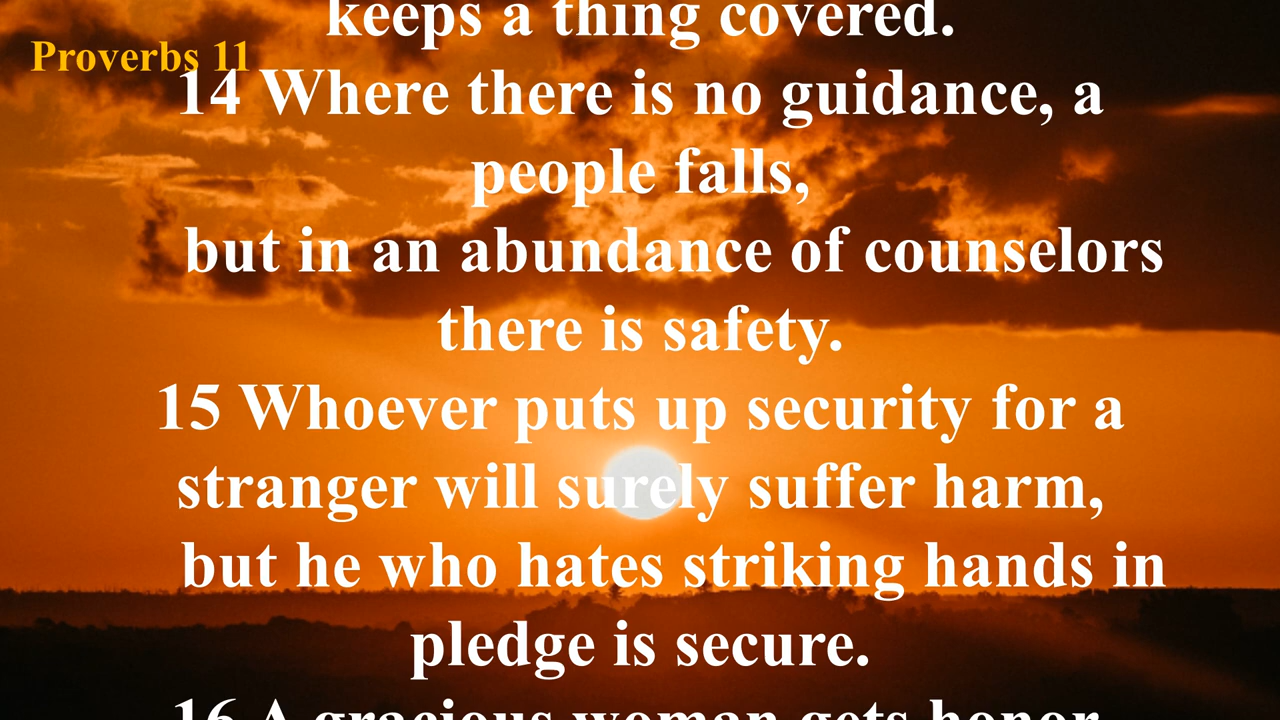 keeps a thing covered.
Proverbs 11
14 Where there is no guidance, a
people falls,
but in an abundance of counselors
there is safety.
15 Whoever puts up security for a
stranger will surely suffer harm,
but he who hates striking hands in
pledge is secure.
16 A gracious woman gets honor,